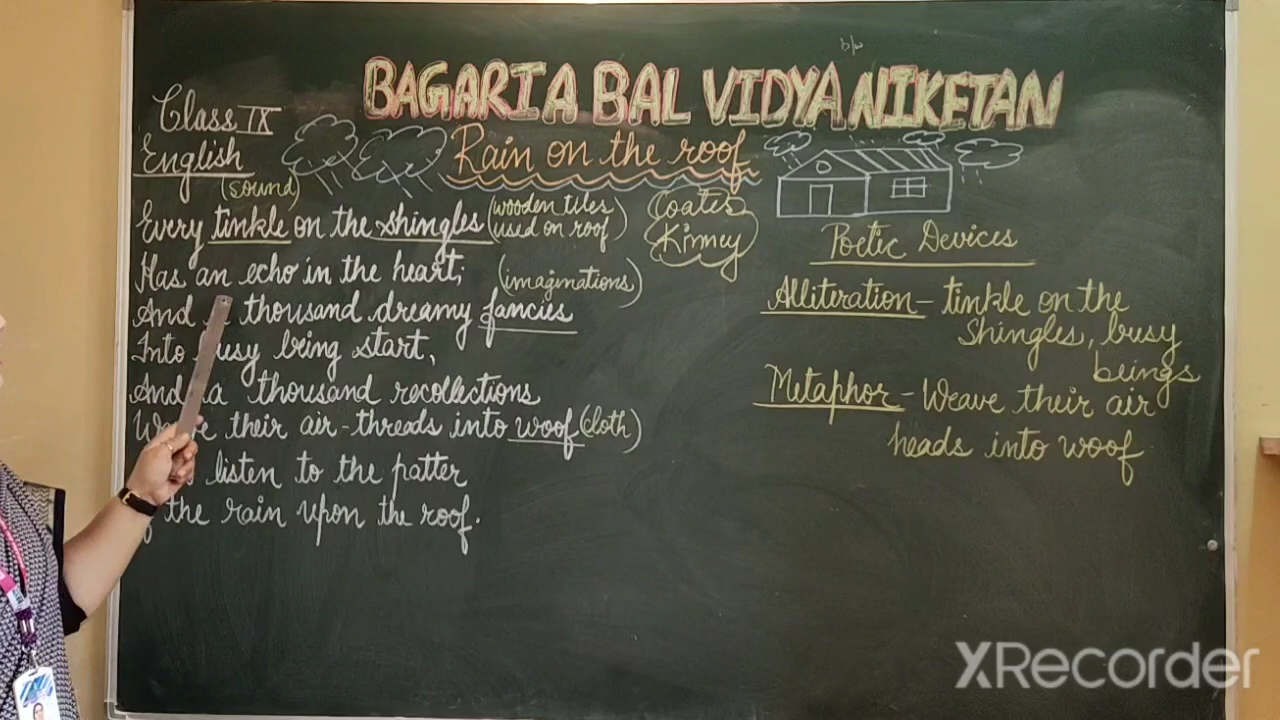 b/w
BAGARIA BAL VIDYA NIKETAN
Class IX
English
Rain on the roof
(sound)
Every tinkle on the shingles (wooden tiles used on roof)
Coates Kinney
Has an echo in the heart;
(imaginations)
And thousand dreamy fancies
Into busy being start,
And a thousand recollections
Weave their air-threads into woof (cloth)
listen to the patter
the rain upon the roof.
Poetic Devices
Alliteration - tinkle on the
Shingles, busy
beings
Metaphor - Weave their air
heads into woof
XRecorder